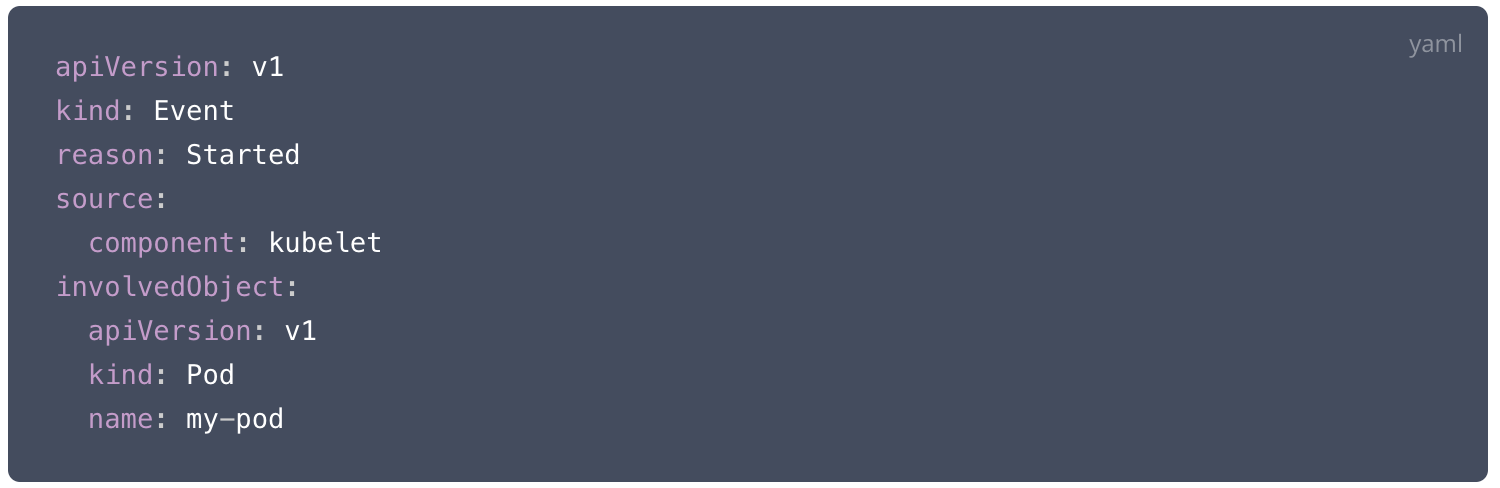 yaml
apiVersion: v1
kind: Event
reason: Started
source:
  component: kubelet
involvedObject:
  apiVersion: v1
  kind: Pod
  name: my-pod